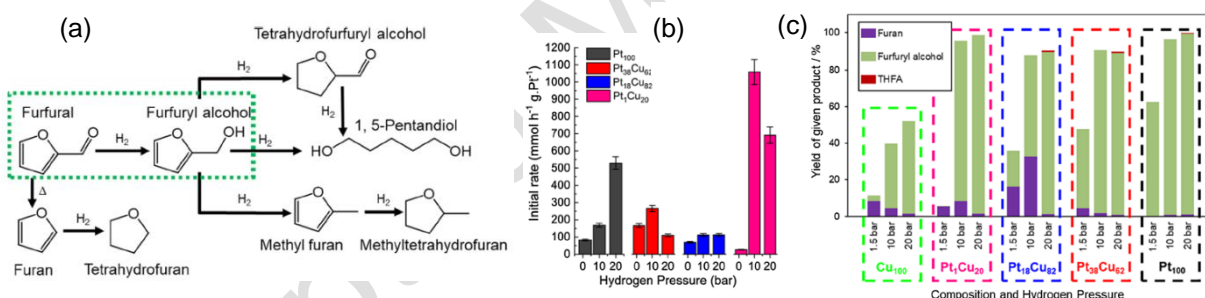 (a)
Tetrahydrofurfuryl alcohol
O
O
H₂
H₂
Furfural
Furfuryl alcohol
1, 5-Pentandiol
O
O
H₂
O
OH
H₂
HO
OH
Δ
H₂
O
H₂
O
O
H₂
O
Furan
Tetrahydrofuran
Methyl furan
Methyltetrahydrofuran
(b)
Initial rate (mmol h⁻¹ g.Pt⁻¹)
1200
1100
1000
900
800
700
600
500
400
300
200
100
0
Pt₁₀₀
Pt₃₈Cu₆₂
Pt₁₈Cu₈₂
Pt₁Cu₂₀
0 10 20 0 10 20 0 10 20 0 10 20
Hydrogen Pressure (bar)
(c)
Yield of given product / %
100
80
60
40
20
0
Furan
Furfuryl alcohol
THFA
1.5 bar 10 bar 20 bar 1.5 bar 10 bar 20 bar 1.5 bar 10 bar 20 bar 1.5 bar 10 bar 20 bar 1.5 bar 10 bar 20 bar
Cu₁₀₀ Pt₁Cu₂₀ Pt₁₈Cu₈₂ Pt₃₈Cu₆₂ Pt₁₀₀
Composition and Hydrogen Pressure